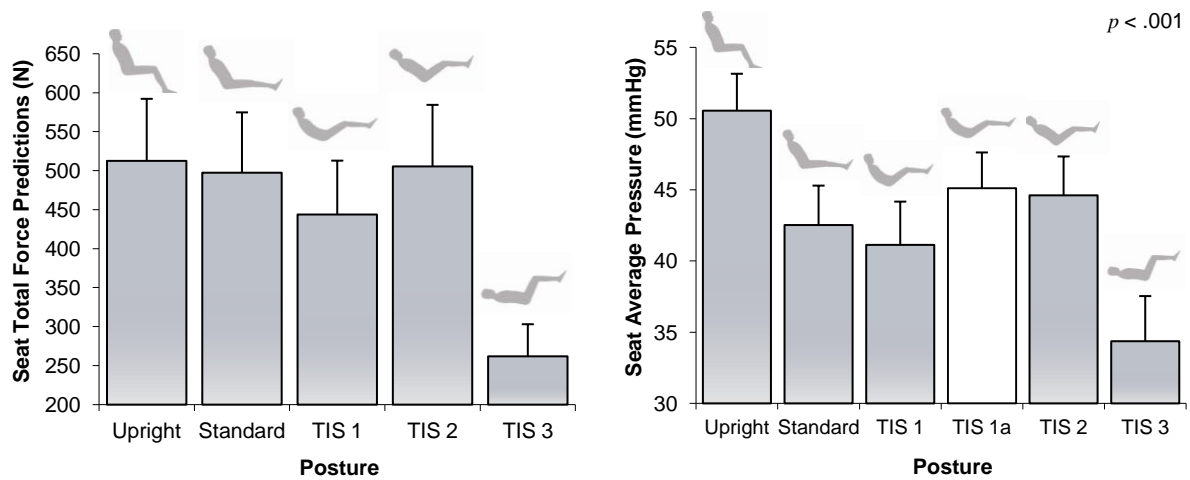 Seat Total Force Predictions (N)
650
600
550
500
450
400
350
300
250
200
Upright Standard TIS 1 TIS 2 TIS 3
Posture
p < .001
Seat Average Pressure (mmHg)
55
50
45
40
35
30
Upright Standard TIS 1 TIS 1a TIS 2 TIS 3
Posture